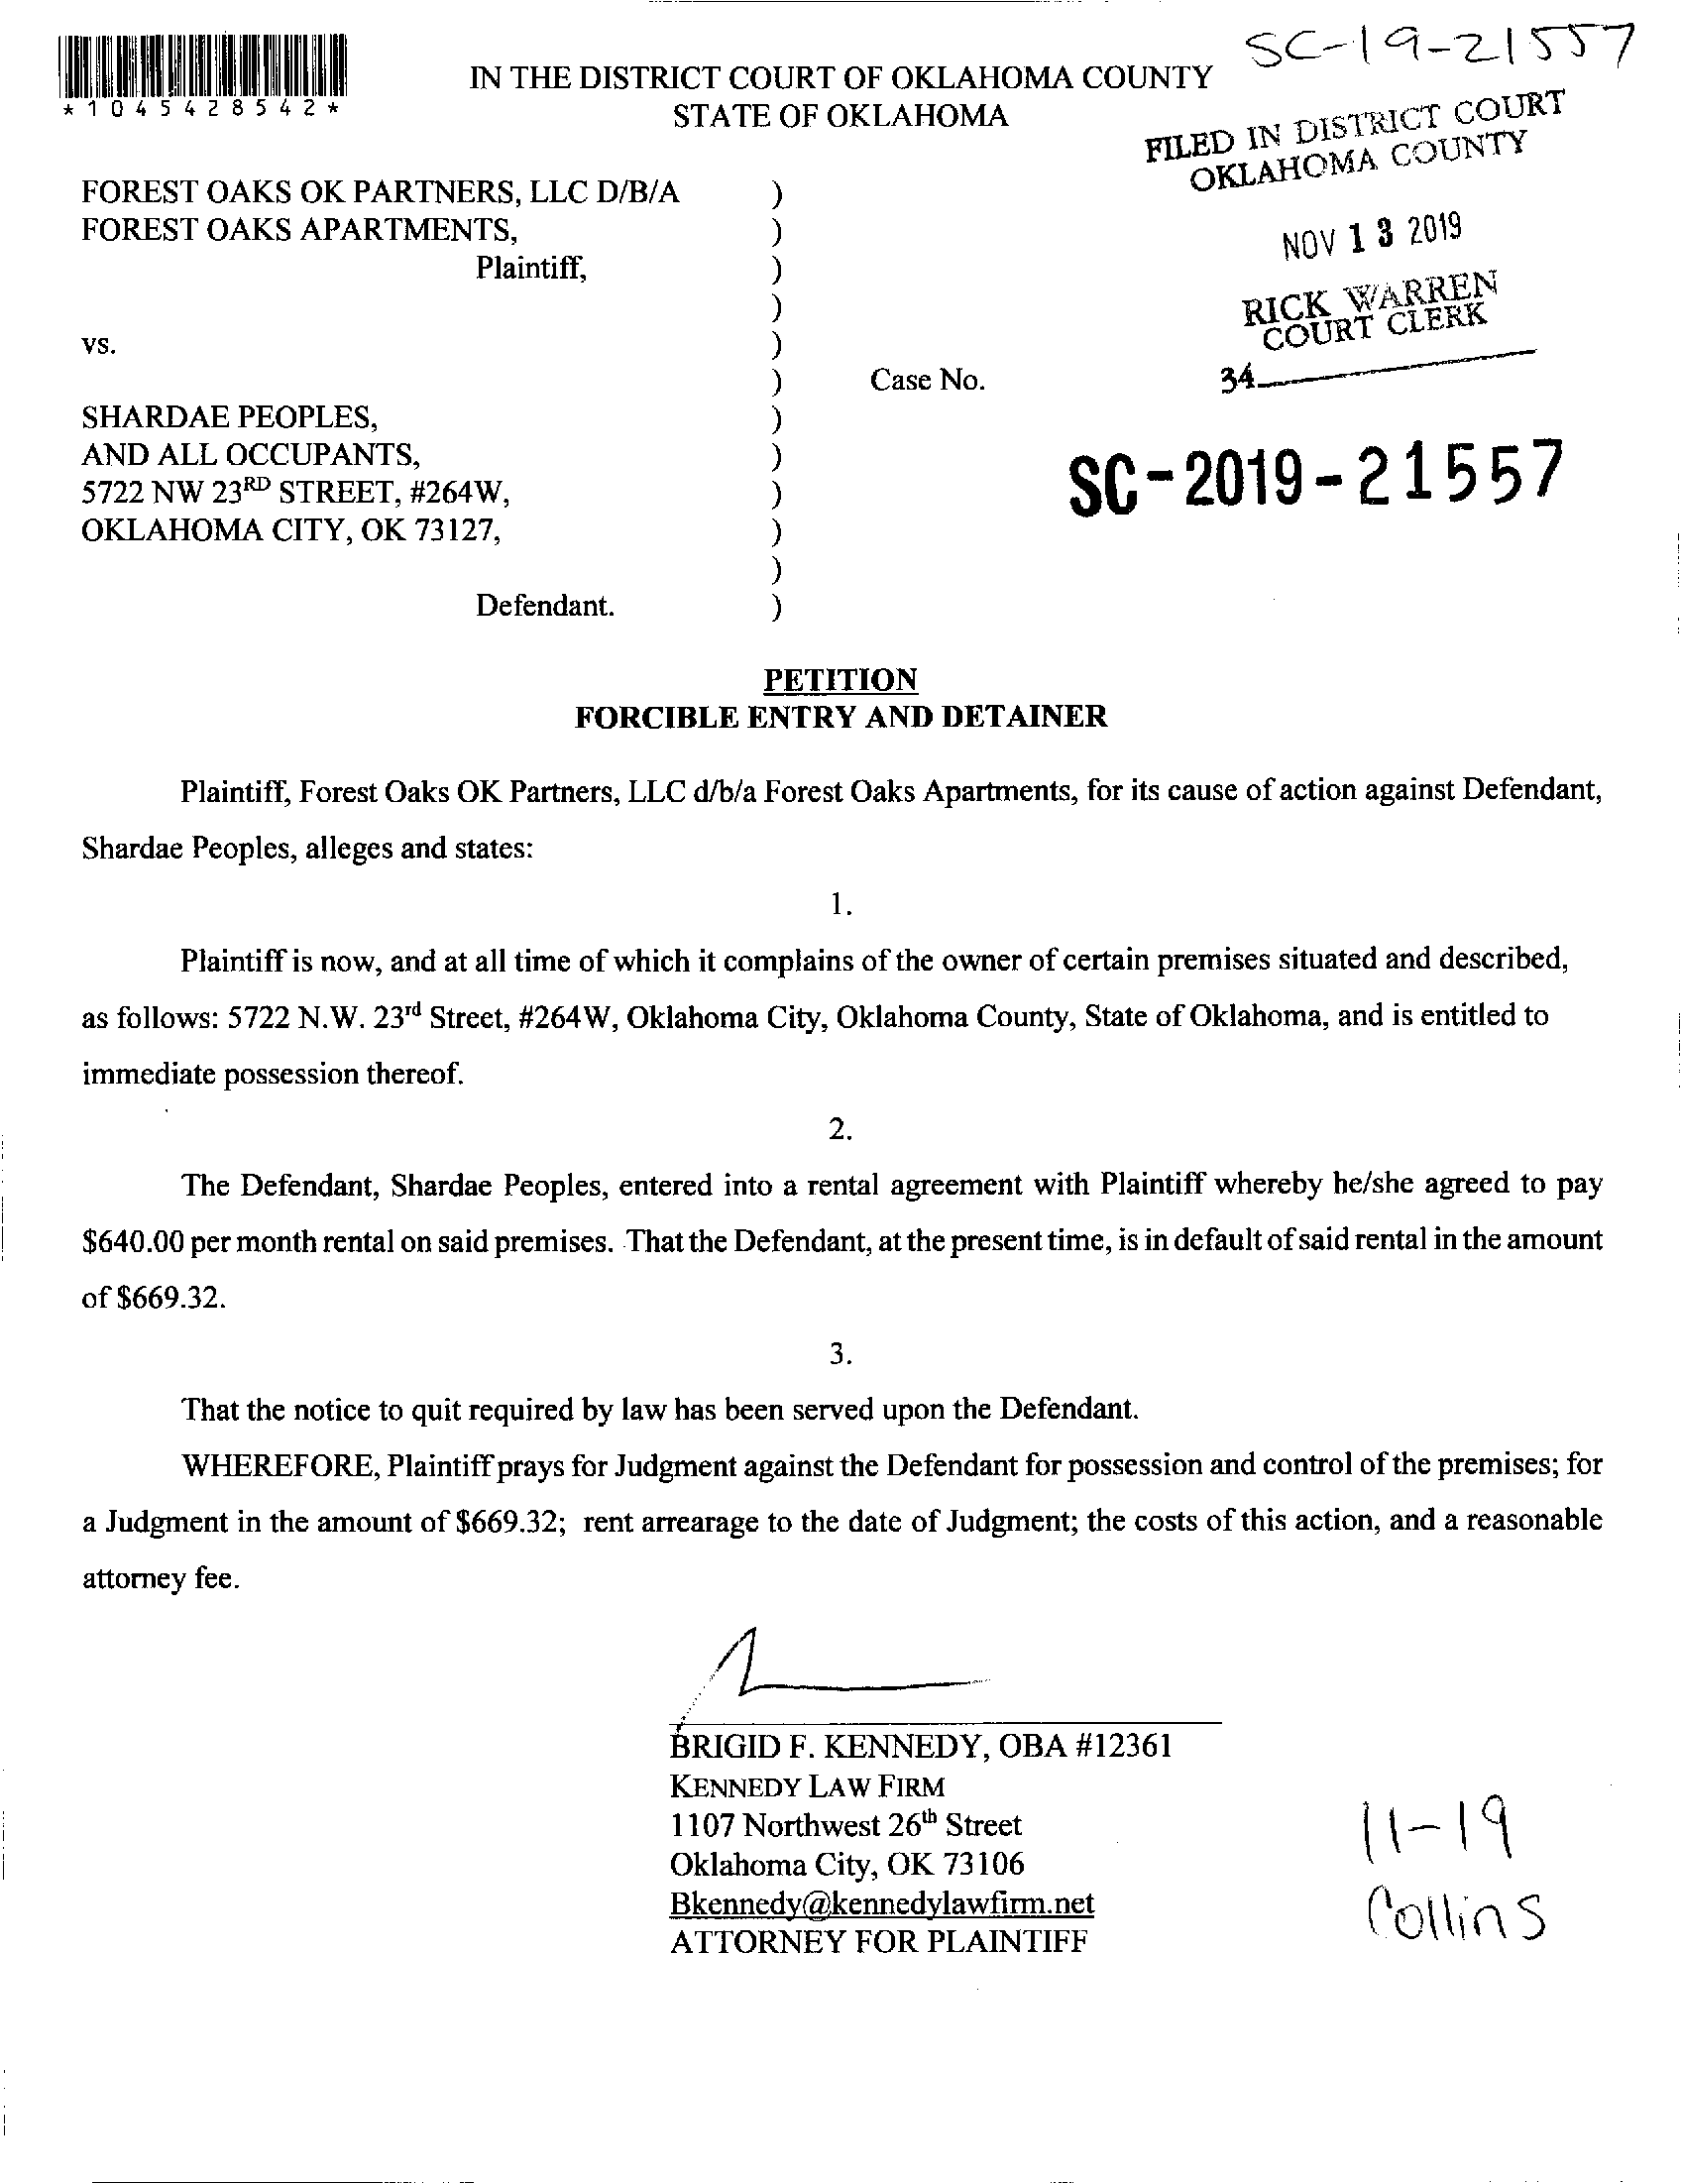 SC-19-21557
*1045428542*
IN THE DISTRICT COURT OF OKLAHOMA COUNTY
STATE OF OKLAHOMA
FILED IN DISTRICT COURT
OKLAHOMA COUNTY
NOV 13 2019
RICK WARREN
COURT CLERK
34
FOREST OAKS OK PARTNERS, LLC D/B/A )
FOREST OAKS APARTMENTS, )
Plaintiff, )
)
vs. )
) Case No.
SHARDAE PEOPLES, )
AND ALL OCCUPANTS, )
5722 NW 23RD STREET, #264W, )
OKLAHOMA CITY, OK 73127, )
)
Defendant. )
SC-2019-21557
PETITION
FORCIBLE ENTRY AND DETAINER
Plaintiff, Forest Oaks OK Partners, LLC d/b/a Forest Oaks Apartments, for its cause of action against Defendant,
Shardae Peoples, alleges and states:
1.
Plaintiff is now, and at all time of which it complains of the owner of certain premises situated and described,
as follows: 5722 N.W. 23rd Street, #264W, Oklahoma City, Oklahoma County, State of Oklahoma, and is entitled to
immediate possession thereof.
2.
The Defendant, Shardae Peoples, entered into a rental agreement with Plaintiff whereby he/she agreed to pay
$640.00 per month rental on said premises. That the Defendant, at the present time, is in default of said rental in the amount
of $669.32.
3.
That the notice to quit required by law has been served upon the Defendant.
WHEREFORE, Plaintiff prays for Judgment against the Defendant for possession and control of the premises; for
a Judgment in the amount of $669.32; rent arrearage to the date of Judgment; the costs of this action, and a reasonable
attorney fee.
BRIGID F. KENNEDY, OBA #12361
KENNEDY LAW FIRM
1107 Northwest 26th Street
Oklahoma City, OK 73106
Bkennedy@kennedylawfirm.net
ATTORNEY FOR PLAINTIFF
11-19
Collins